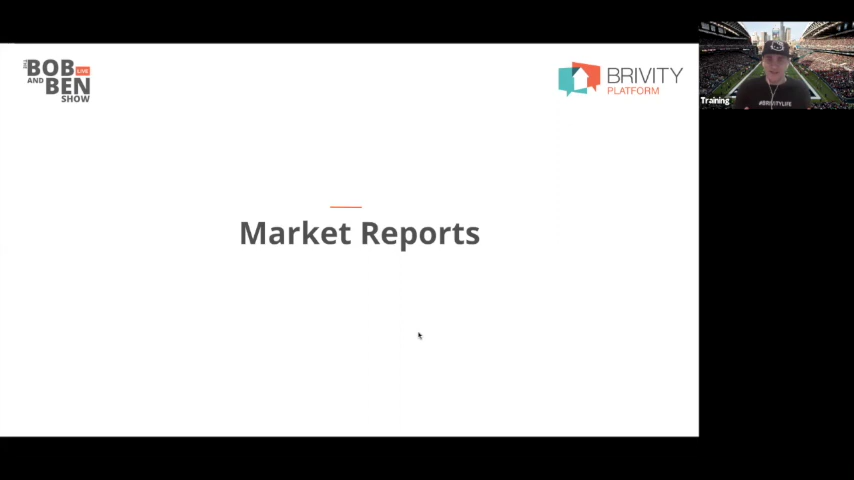 THE
BOB LIVE
AND BEN
SHOW
BRIVITY
PLATFORM
Training
#BRIVITYLIFE
Market Reports